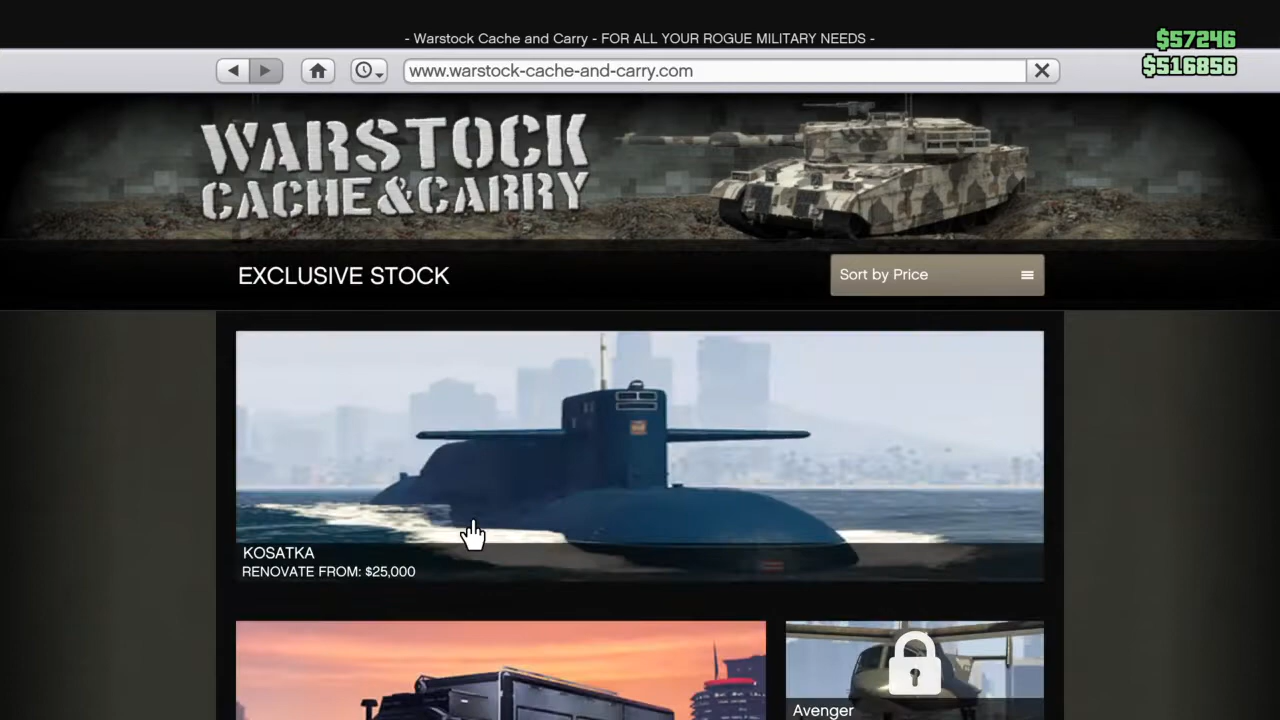 - Warstock Cache and Carry - FOR ALL YOUR ROGUE MILITARY NEEDS -
$57246
$516856
www.warstock-cache-and-carry.com
WARSTOCK
CACHE&CARRY
EXCLUSIVE STOCK
Sort by Price
KOSATKA
RENOVATE FROM: $25,000
Avenger